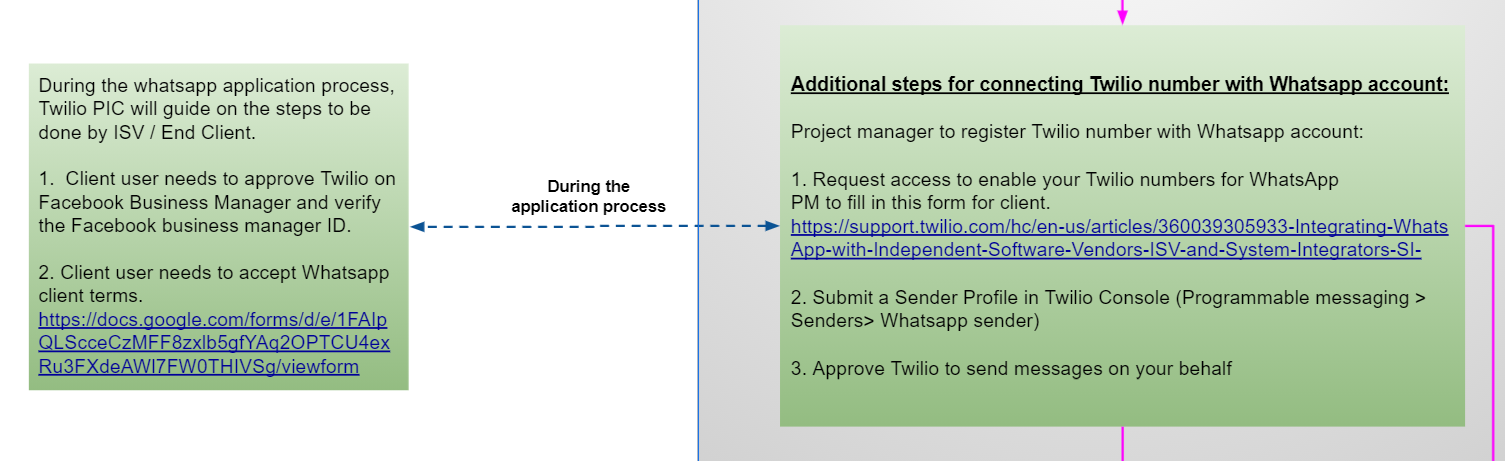 During the whatsapp application process,
Twilio PIC will guide on the steps to be
done by ISV / End Client.
1. Client user needs to approve Twilio on
Facebook Business Manager and verify
the Facebook business manager ID.
2. Client user needs to accept Whatsapp
client terms.
https://docs.google.com/forms/d/e/1FAIp
QLScceCzMFF8zxlb5gfYAq2OPTCU4ex
Ru3FXdeAWI7FW0THIVSg/viewform
During the
application process
Additional steps for connecting Twilio number with Whatsapp account:
Project manager to register Twilio number with Whatsapp account:
1. Request access to enable your Twilio numbers for WhatsApp
PM to fill in this form for client.
https://support.twilio.com/hc/en-us/articles/360039305933-Integrating-Whats
App-with-Independent-Software-Vendors-ISV-and-System-Integrators-SI-
2. Submit a Sender Profile in Twilio Console (Programmable messaging >
Senders> Whatsapp sender)
3. Approve Twilio to send messages on your behalf